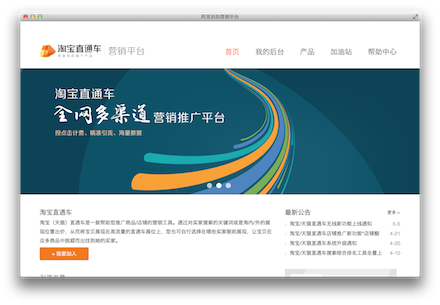 淘宝直通车
营销平台
首页
我的后台
产品
加油站
帮助中心
淘宝直通车
全网多渠道 营销推广平台
按点击计费、精准引流、海量数据
淘宝直通车
最新公告
更多
淘宝（天猫）直通车是一款帮助您推广商品/店铺的营销工具。通过对买家搜索的关键词或是淘内/外的展
现位置出价，从而将宝贝展现在高流量的直通车展位上，您也可自行选择在哪些买家眼前展现，让宝贝在
众多商品中脱颖而出找到她的买家。
+ 我要加入
淘宝/天猫直通车无线新功能上线通知 5-5
淘宝/天猫直通车店铺推广新功能"店铺橱 4-21
淘宝/天猫直通车系统升级通知 4-20
淘宝/天猫直通车搜索综合排名工具全量上 4-10